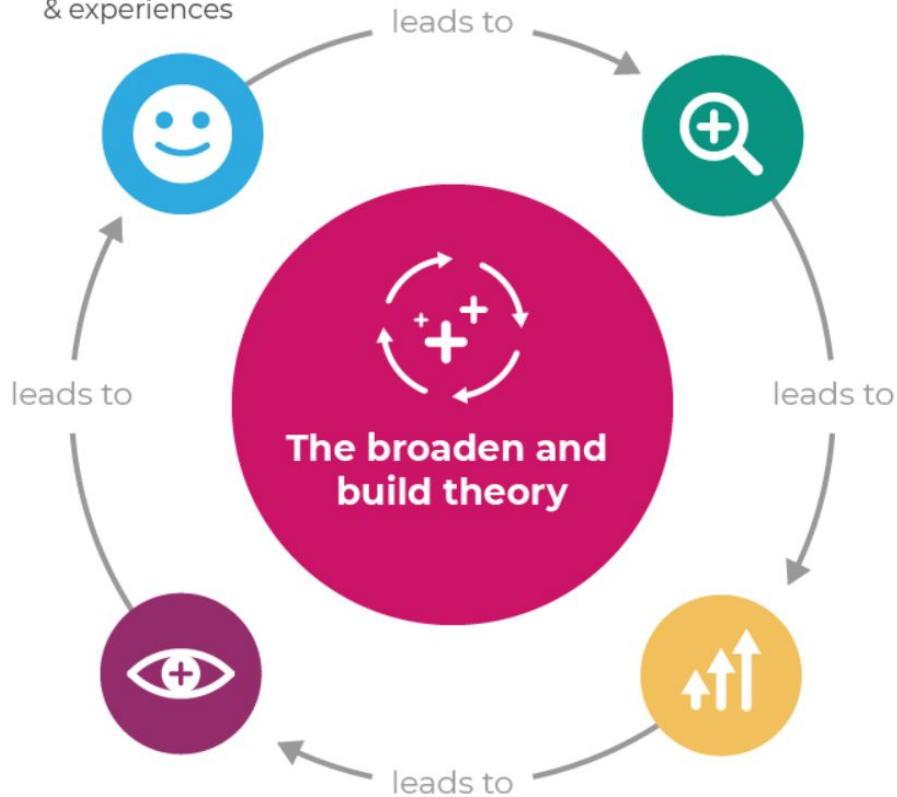 & experiences
leads to
leads to
leads to
The broaden and
build theory
leads to